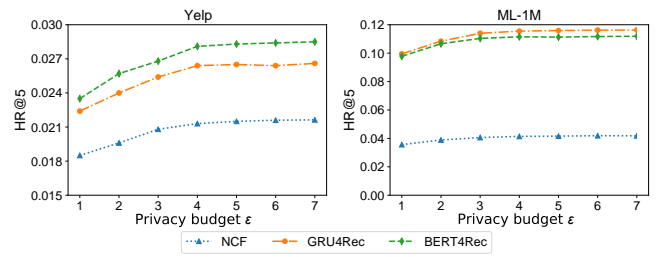 Yelp
HR@5
0.030
0.027
0.024
0.021
0.018
0.015
1 2 3 4 5 6 7
Privacy budget ε
ML-1M
HR@5
0.12
0.10
0.08
0.06
0.04
0.02
0.00
1 2 3 4 5 6 7
Privacy budget ε
NCF GRU4Rec BERT4Rec